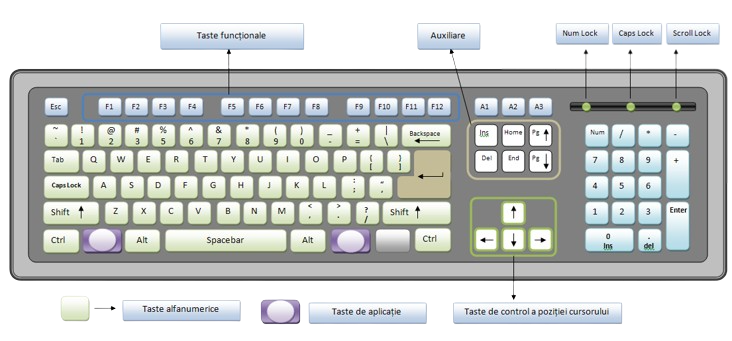 Taste funcționale
Auxiliare
Num Lock
Caps Lock
Scroll Lock
Esc F1 F2 F3 F4 F5 F6 F7 F8 F9 F10 F11 F12 A1 A2 A3
~ ! @ # % ^ & * ( ) _ + |
` 1 2 3 5 6 7 8 9 0 - = \ Backspace
Ins Home Pg
Num / * -
Tab Q W E R T Y U I O P { }
[ ]
Del End Pg
7 8 9 +
Caps Lock A S D F G H J K L : "
; ,
4 5 6
Shift Z X C V B N M < > ? Shift
, . /
1 2 3 Enter
Ctrl Alt Spacebar Alt Ctrl
0 .
Ins del
Taste alfanumerice
Taste de aplicație
Taste de control a poziției cursorului